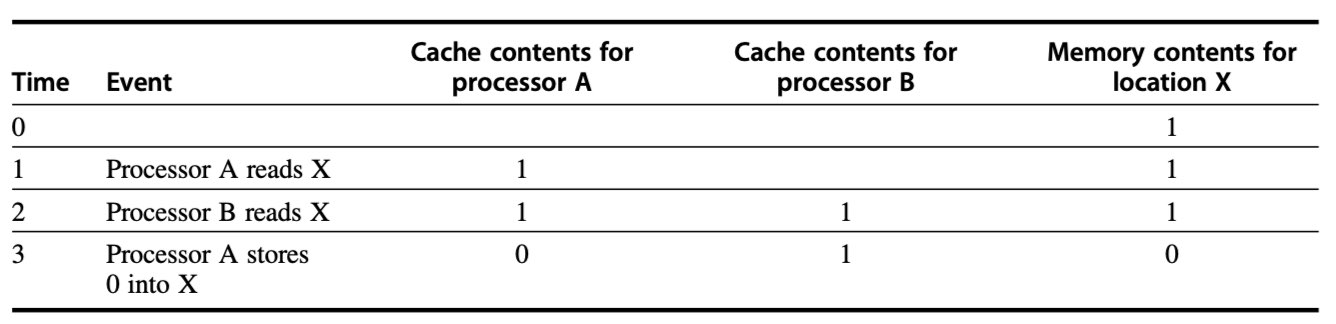 Time Event Cache contents for processor A Cache contents for processor B Memory contents for location X
0 1
1 Processor A reads X 1 1
2 Processor B reads X 1 1 1
3 Processor A stores 0 1 0
0 into X